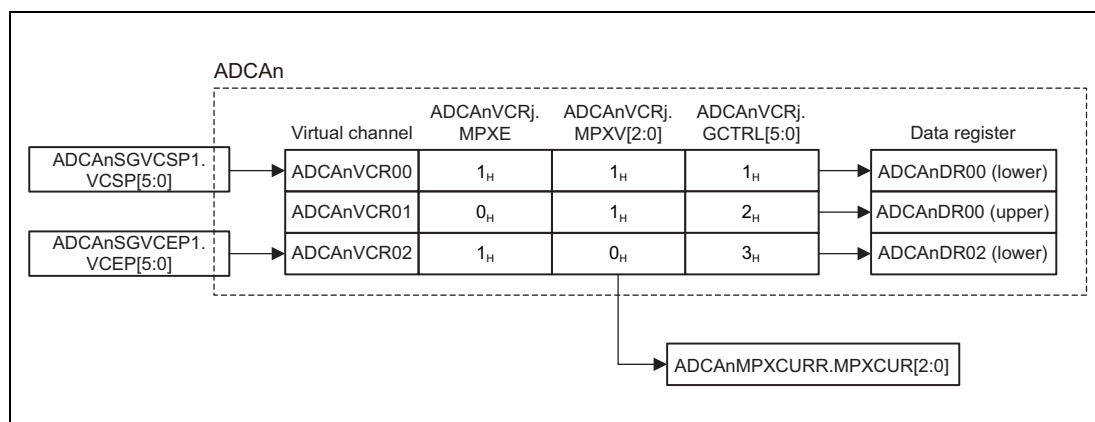 ADCAn
Virtual channel
ADCAnVCRj.
MPXE
ADCAnVCRj.
MPXV[2:0]
ADCAnVCRj.
GCTRL[5:0]
Data register
ADCAnSGVCSP1.
VCSP[5:0]
ADCAnVCR00 1H 1H 1H ADCAnDR00 (lower)
ADCAnVCR01 0H 1H 2H ADCAnDR00 (upper)
ADCAnSGVCEP1.
VCEP[5:0]
ADCAnVCR02 1H 0H 3H ADCAnDR02 (lower)
ADCAnMPXCURR.MPXCUR[2:0]